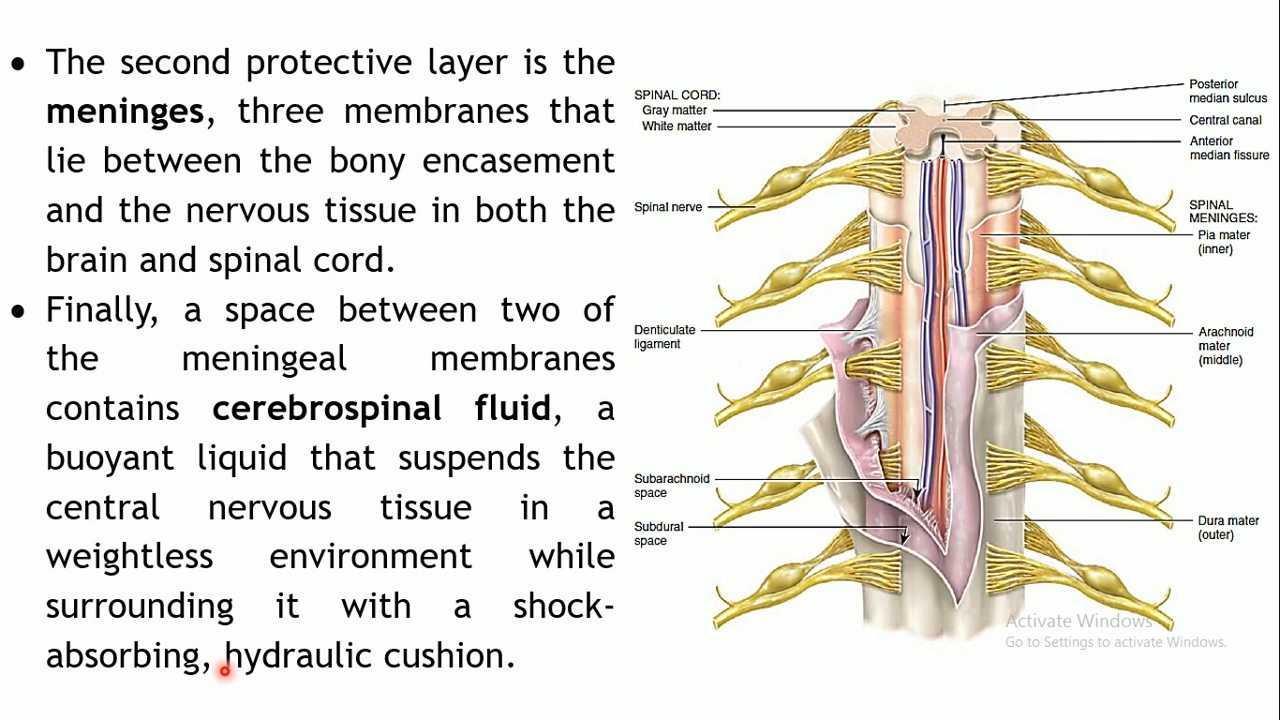 • The second protective layer is the
meninges, three membranes that
lie between the bony encasement
and the nervous tissue in both the
brain and spinal cord.
• Finally, a space between two of
the meningeal membranes
contains cerebrospinal fluid, a
buoyant liquid that suspends the
central nervous tissue in a
weightless environment while
surrounding it with a shock-
absorbing, hydraulic cushion.
SPINAL CORD:
Gray matter
White matter
Spinal nerve
Denticulate
ligament
Subarachnoid
space
Subdural
space
Posterior
median sulcus
Central canal
Anterior
median fissure
SPINAL
MENINGES:
Pia mater
(inner)
Arachnoid
mater
(middle)
Dura mater
(outer)
Activate Windows
Go to Settings to activate Windows.